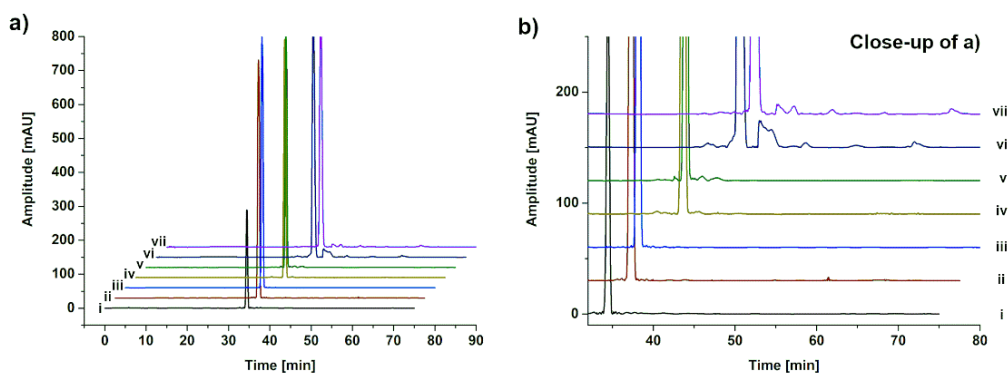 a)
800
700
600
500
400
300
200
100
0
Amplitude [mAU]
vii
vi
v
iv
iii
ii
i
0 10 20 30 40 50 60 70 80 90
Time [min]
b)
Close-up of a)
200
100
0
Amplitude [mAU]
vii
vi
v
iv
iii
ii
i
40 50 60 70 80
Time [min]